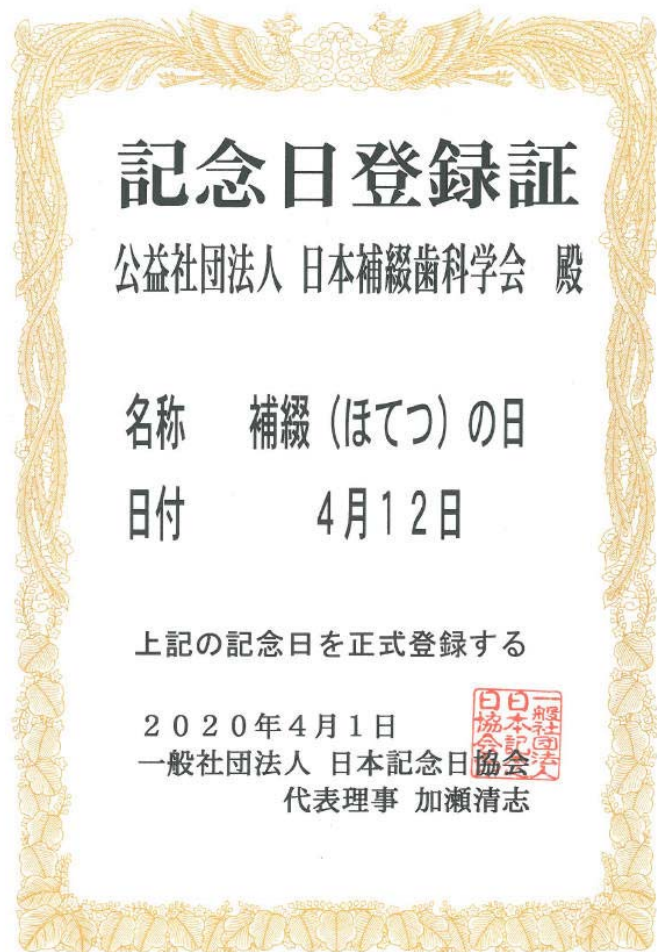 記念日登録証
公益社団法人 日本補綴歯科学会 殿
名称 補綴（ほてつ）の日
日付 4月12日
上記の記念日を正式登録する
2020年4月1日
一般社団法人 日本記念日協会
代表理事 加瀬清志
一般社団法人
日本記念
日協会